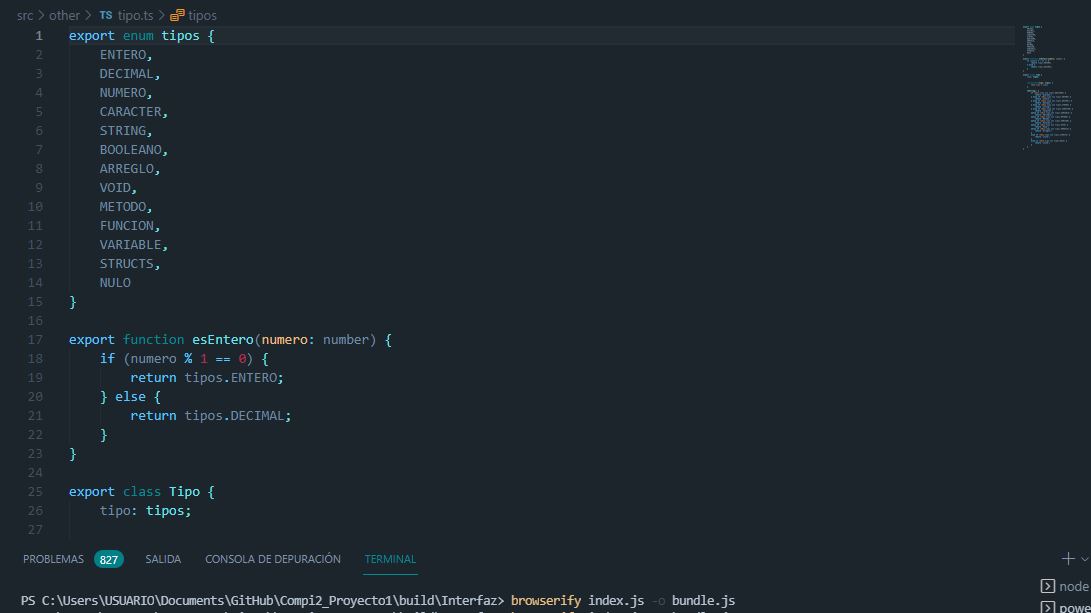 src > other > TS tipo.ts > tipos
1 export enum tipos {
2 ENTERO,
3 DECIMAL,
4 NUMERO,
5 CARACTER,
6 STRING,
7 BOOLEANO,
8 ARREGLO,
9 VOID,
10 METODO,
11 FUNCION,
12 VARIABLE,
13 STRUCTS,
14 NULO
15 }
16
17 export function esEntero(numero: number) {
18 if (numero % 1 == 0) {
19 return tipos.ENTERO;
20 } else {
21 return tipos.DECIMAL;
22 }
23 }
24
25 export class Tipo {
26 tipo: tipos;
27
PROBLEMAS 827 SALIDA CONSOLA DE DEPURACIÓN TERMINAL
node
PS C:\Users\USUARIO\Documents\GitHub\Compi2_Proyecto1\build\Interfaz> browserify index.js -o bundle.js